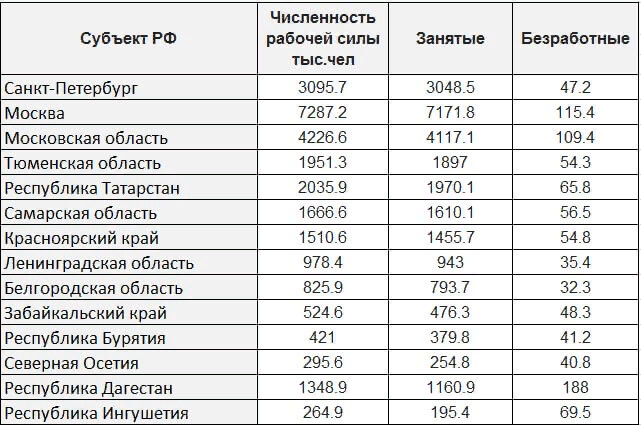 Субъект РФ Численность рабочей силы тыс.чел Занятые Безработные
Санкт-Петербург 3095.7 3048.5 47.2
Москва 7287.2 7171.8 115.4
Московская область 4226.6 4117.1 109.4
Тюменская область 1951.3 1897 54.3
Республика Татарстан 2035.9 1970.1 65.8
Самарская область 1666.6 1610.1 56.5
Красноярский край 1510.6 1455.7 54.8
Ленинградская область 978.4 943 35.4
Белгородская область 825.9 793.7 32.3
Забайкальский край 524.6 476.3 48.3
Республика Бурятия 421 379.8 41.2
Северная Осетия 295.6 254.8 40.8
Республика Дагестан 1348.9 1160.9 188
Республика Ингушетия 264.9 195.4 69.5